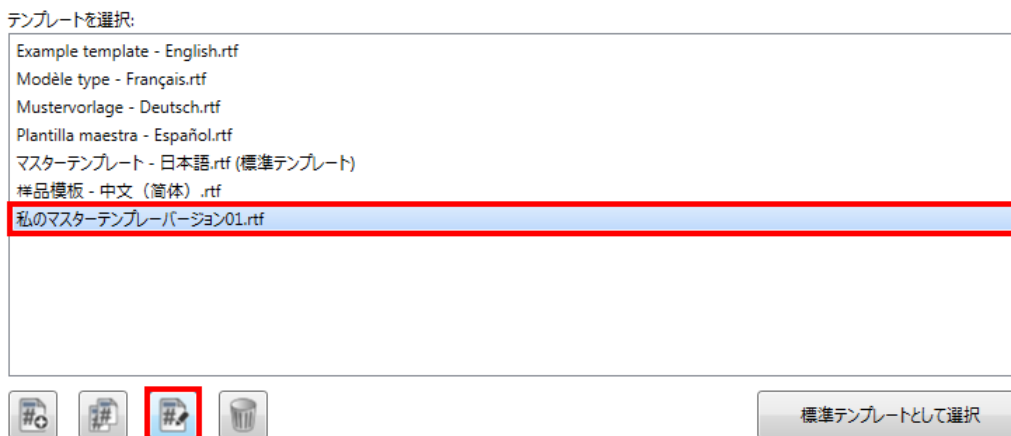 テンプレートを選択:
Example template - English.rtf
Modèle type - Français.rtf
Mustervorlage - Deutsch.rtf
Plantilla maestra - Español.rtf
マスターテンプレート - 日本語.rtf (標準テンプレート)
样品模板 - 中文（简体）.rtf
私のマスターテンプレーバージョン01.rtf
標準テンプレートとして選択